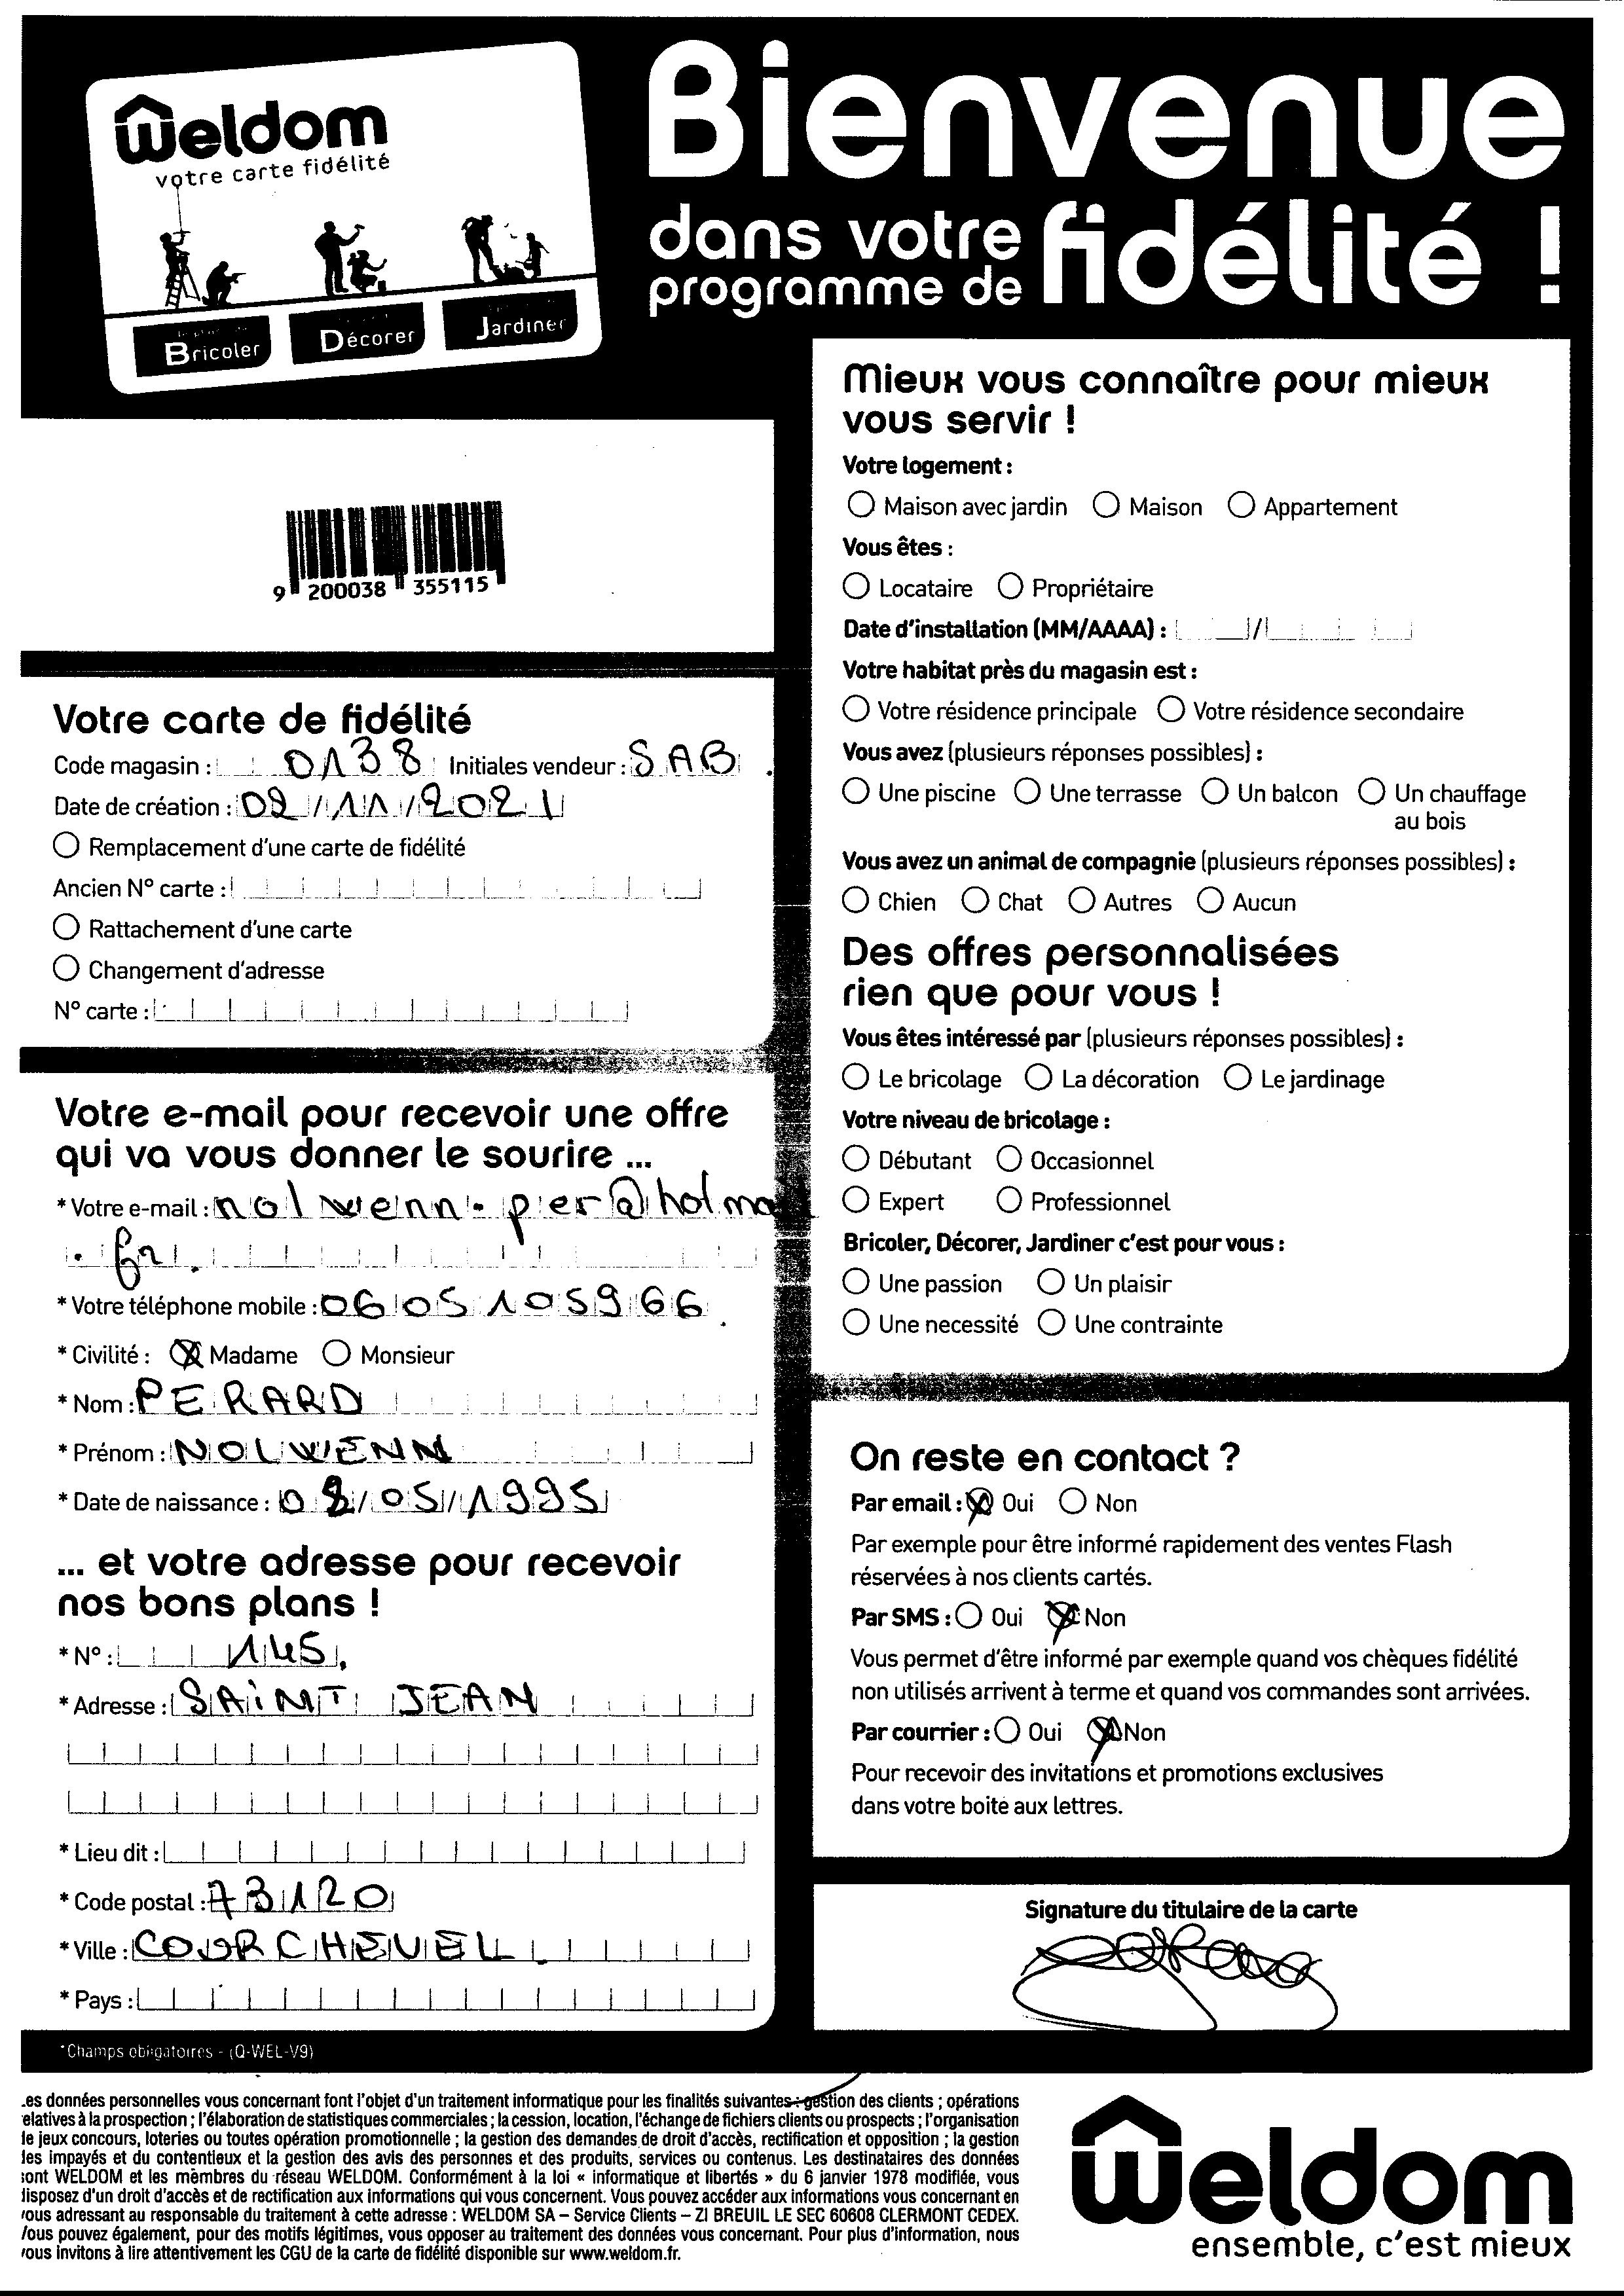 Weldom
votre carte fidélité
Bricoler
Décorer
Jardiner
Bienvenue
dans votre
programme de fidélité !
9 200038 355115
Votre carte de fidélité
Code magasin : 0138 Initiales vendeur : SAB
Date de création : 02/11/2021
Remplacement d'une carte de fidélité
Ancien N° carte :
Rattachement d'une carte
Changement d'adresse
N° carte :
Votre e-mail pour recevoir une offre
qui va vous donner le sourire ...
* Votre e-mail : nolwenn.per@hotma
.fr
* Votre téléphone mobile : 0605105966
* Civilité : Madame Monsieur
* Nom : PERARD
* Prénom : NOLWENN
* Date de naissance : 0 /05/1995
... et votre adresse pour recevoir
nos bons plans !
* N° : 145,
* Adresse : SAINT JEAN
* Lieu dit :
* Code postal : 73120
* Ville : COURCHEVEL
* Pays :
*Champs obligatoires - (Q-WEL-V9)
Mieux vous connaître pour mieux
vous servir !
Votre logement :
Maison avec jardin Maison Appartement
Vous êtes :
Locataire Propriétaire
Date d'installation (MM/AAAA) : /
Votre habitat près du magasin est :
Votre résidence principale Votre résidence secondaire
Vous avez (plusieurs réponses possibles) :
Une piscine Une terrasse Un balcon Un chauffage
au bois
Vous avez un animal de compagnie (plusieurs réponses possibles) :
Chien Chat Autres Aucun
Des offres personnalisées
rien que pour vous !
Vous êtes intéressé par (plusieurs réponses possibles) :
Le bricolage La décoration Le jardinage
Votre niveau de bricolage :
Débutant Occasionnel
Expert Professionnel
Bricoler, Décorer, Jardiner c'est pour vous :
Une passion Un plaisir
Une necessité Une contrainte
On reste en contact ?
Par email : Oui Non
Par exemple pour être informé rapidement des ventes Flash
réservées à nos clients cartés.
Par SMS : Oui Non
Vous permet d'être informé par exemple quand vos chèques fidélité
non utilisés arrivent à terme et quand vos commandes sont arrivées.
Par courrier : Oui Non
Pour recevoir des invitations et promotions exclusives
dans votre boite aux lettres.
Signature du titulaire de la carte
es données personnelles vous concernant font l'objet d'un traitement informatique pour les finalités suivantes : gestion des clients ; opérations
elatives à la prospection ; l'élaboration de statistiques commerciales ; la cession, location, l'échange de fichiers clients ou prospects ; l'organisation
le jeux concours, loteries ou toutes opération promotionnelle ; la gestion des demandes de droit d'accès, rectification et opposition ; la gestion
les impayés et du contentieux et la gestion des avis des personnes et des produits, services ou contenus. Les destinataires des données
sont WELDOM et les membres du réseau WELDOM. Conformément à la loi « informatique et libertés » du 6 janvier 1978 modifiée, vous
disposez d'un droit d'accès et de rectification aux informations qui vous concernent. Vous pouvez accéder aux informations vous concernant en
vous adressant au responsable du traitement à cette adresse : WELDOM SA – Service Clients – ZI BREUIL LE SEC 60608 CLERMONT CEDEX.
Vous pouvez également, pour des motifs légitimes, vous opposer au traitement des données vous concernant. Pour plus d'information, nous
vous invitons à lire attentivement les CGU de la carte de fidélité disponible sur www.weldom.fr.
Weldom
ensemble, c'est mieux